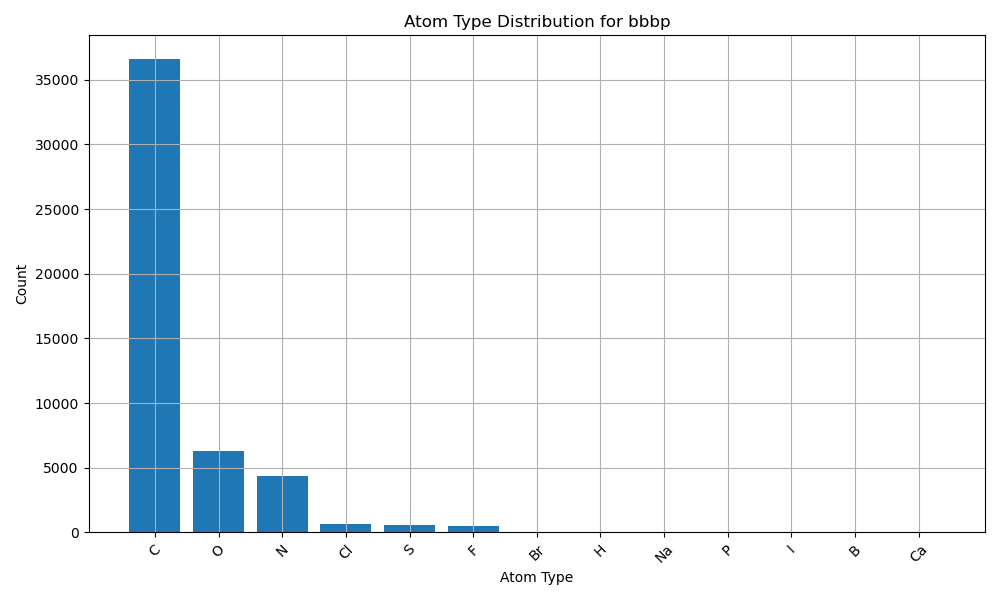 Atom Type Distribution for bbbp
Count
35000
30000
25000
20000
15000
10000
5000
0
C O N Cl S F Br H Na P I B Ca
Atom Type